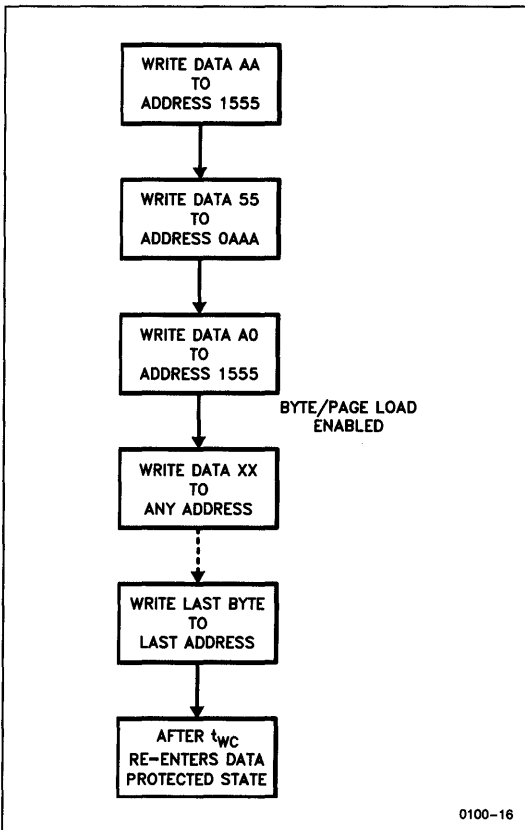 WRITE DATA AA
TO
ADDRESS 1555
WRITE DATA 55
TO
ADDRESS 0AAA
WRITE DATA A0
TO
ADDRESS 1555
BYTE/PAGE LOAD
ENABLED
WRITE DATA XX
TO
ANY ADDRESS
WRITE LAST BYTE
TO
LAST ADDRESS
AFTER tWC
RE-ENTERS DATA
PROTECTED STATE
0100-16